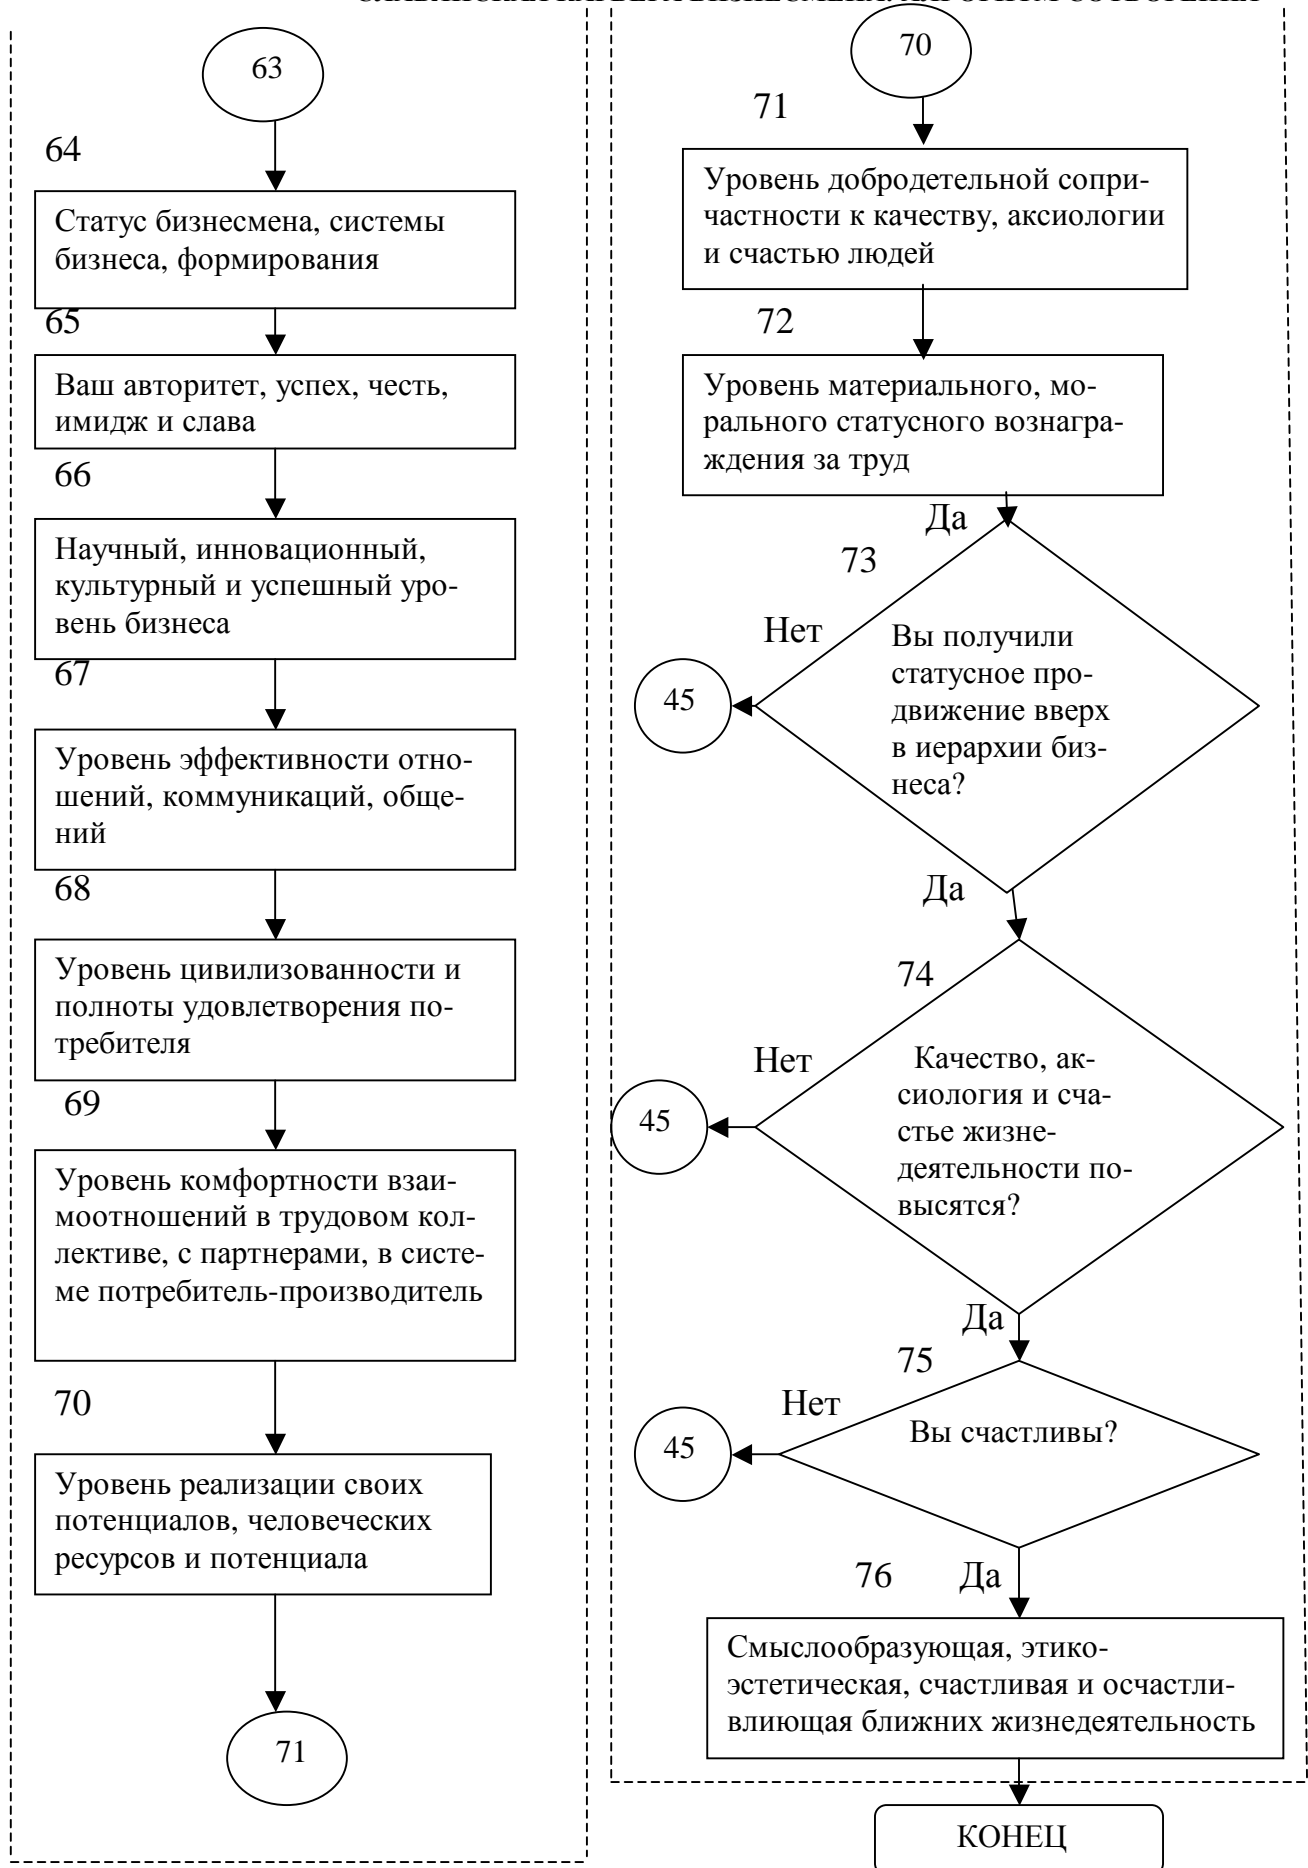 63
64
Статус бизнесмена, системы
бизнеса, формирования
65
Ваш авторитет, успех, честь,
имидж и слава
66
Научный, инновационный,
культурный и успешный уро-
вень бизнеса
67
Уровень эффективности отно-
шений, коммуникаций, обще-
ний
68
Уровень цивилизованности и
полноты удовлетворения по-
требителя
69
Уровень комфортности взаи-
моотношений в трудовом кол-
лективе, с партнерами, в систе-
ме потребитель-производитель
70
Уровень реализации своих
потенциалов, человеческих
ресурсов и потенциала
71
70
71
Уровень добродетельной сопри-
частности к качеству, аксиологии
и счастью людей
72
Уровень материального, мо-
рального статусного вознагра-
ждения за труд
Да
73
Нет
Вы получили
статусное про-
движение вверх
в иерархии биз-
неса?
45
Да
74
Нет
Качество, ак-
сиология и сча-
стье жизне-
деятельности по-
высятся?
45
Да
75
Нет
Вы счастливы?
45
76
Да
Смыслообразующая, этико-
эстетическая, счастливая и осчастли-
влиющая ближних жизнедеятельность
КОНЕЦ